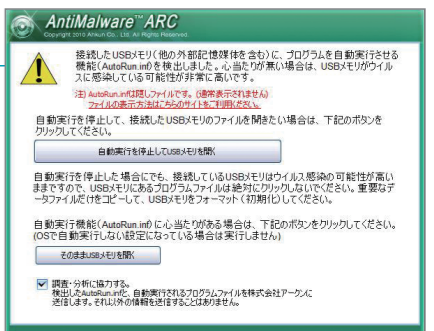 AntiMalware™ARC
Copyright 2010 Ahkun Co., Ltd. All Rights Reserved.
接続したUSBメモリ(他の外部記憶媒体を含む)に、プログラムを自動実行させる
機能(AutoRun.inf)を検出しました。心当たりが無い場合は、USBメモリがウイル
スに感染している可能性が非常に高いです。
注) AutoRun.infは隠しファイルです。(通常表示されません)
ファイルの表示方法はこちらのサイトをご利用ください。
自動実行を停止して、接続したUSBメモリのファイルを開きたい場合は、下記のボタンを
クリックしてください。
自動実行を停止してUSBメモリを開く
自動実行を停止した場合にでも、接続しているUSBメモリはウイルス感染の可能性が高い
ままですので、USBメモリにあるプログラムファイルは絶対にクリックしないでください。重要なデ
ータファイルだけをコピーして、USBメモリをフォーマット(初期化)してください。
自動実行機能(AutoRun.inf)に心当たりがある場合は、下記のボタンをクリックしてください。
(OSで自動実行しない設定になっている場合は実行しません)
そのままUSBメモリを開く
調査・分析に協力する。
検出したAutoRun.infと、自動実行されるプログラムファイルを株式会社アークンに
送信します。それ以外の情報を送信することはありません。